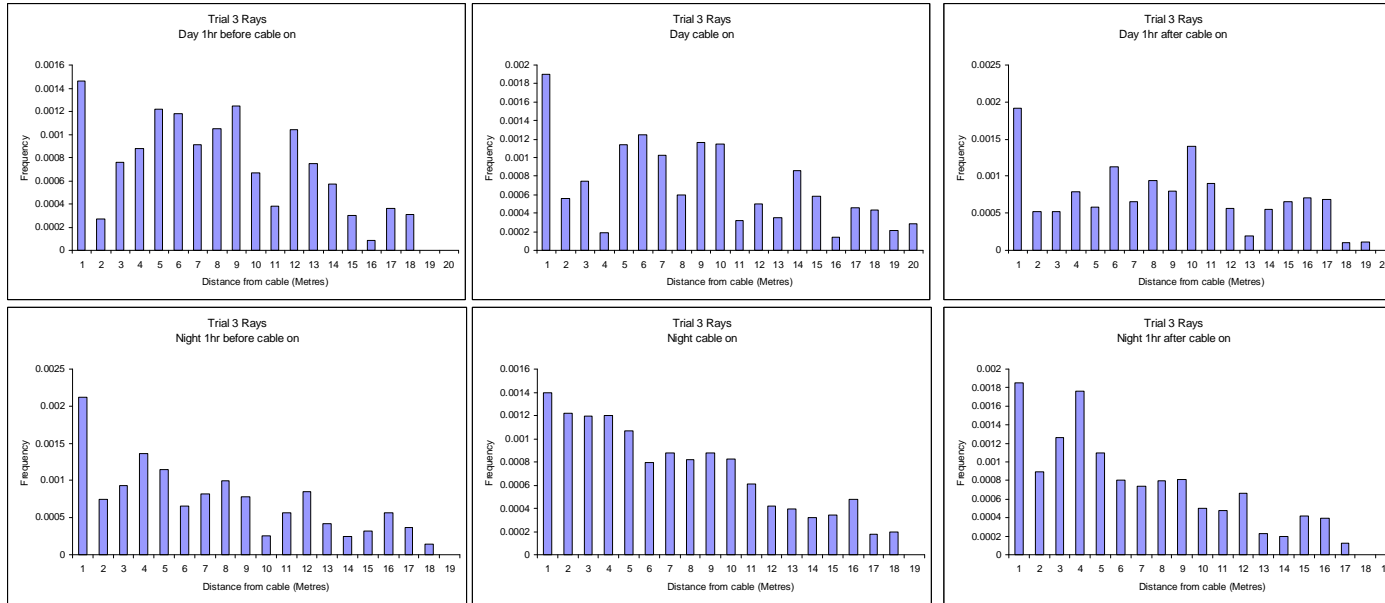 Trial 3 Rays
Day 1hr before cable on
0.0016
0.0014
0.0012
0.001
0.0008
0.0006
0.0004
0.0002
0
Frequency
1 2 3 4 5 6 7 8 9 10 11 12 13 14 15 16 17 18 19 20
Distance from cable (Metres)
Trial 3 Rays
Day cable on
0.002
0.0018
0.0016
0.0014
0.0012
0.001
0.0008
0.0006
0.0004
0.0002
0
Frequency
1 2 3 4 5 6 7 8 9 10 11 12 13 14 15 16 17 18 19 20
Distance from cable (Metres)
Trial 3 Rays
Day 1hr after cable on
0.0025
0.002
0.0015
0.001
0.0005
0
Frequency
1 2 3 4 5 6 7 8 9 10 11 12 13 14 15 16 17 18 19
Distance from cable (Metres)
Trial 3 Rays
Night 1hr before cable on
0.0025
0.002
0.0015
0.001
0.0005
0
Frequency
1 2 3 4 5 6 7 8 9 10 11 12 13 14 15 16 17 18 19
Distance from cable (Metres)
Trial 3 Rays
Night cable on
0.0016
0.0014
0.0012
0.001
0.0008
0.0006
0.0004
0.0002
0
Frequency
1 2 3 4 5 6 7 8 9 10 11 12 13 14 15 16 17 18 19
Distance from cable (Metres)
Trial 3 Rays
Night 1hr after cable on
0.002
0.0018
0.0016
0.0014
0.0012
0.001
0.0008
0.0006
0.0004
0.0002
0
Frequency
1 2 3 4 5 6 7 8 9 10 11 12 13 14 15 16 17 18
Distance from cable (Metres)